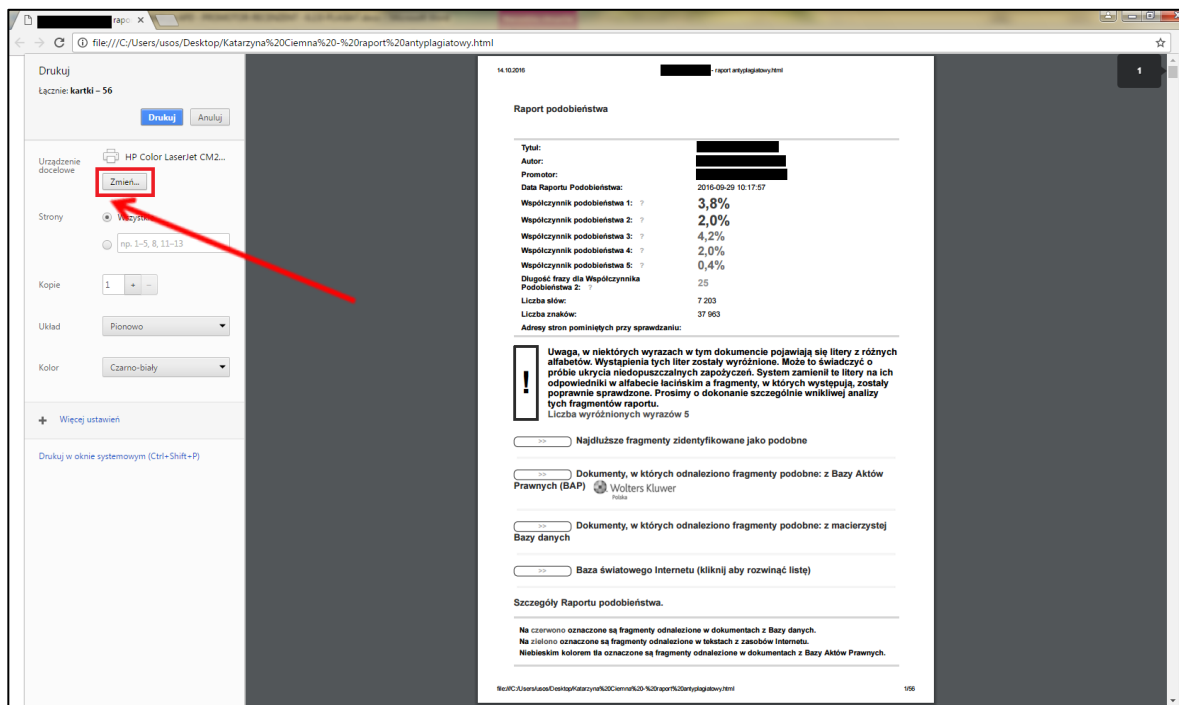 rapo
file:///C:/Users/usos/Desktop/Katarzyna%20Ciemna%20-%20raport%20antyplagiatowy.html
Drukuj
Łącznie: kartki – 56
Drukuj Anuluj
Urządzenie docelowe
HP Color LaserJet CM2...
Zmień...
Strony
np. 1–5, 8, 11–13
Kopie 1 + -
Układ Pionowo
Kolor Czarno-biały
+ Więcej ustawień
Drukuj w oknie systemowym (Ctrl+Shift+P)
1
14.10.2016 - raport antyplagiatowy.html
Raport podobieństwa
Tytuł:
Autor:
Promotor:
Data Raportu Podobieństwa: 2016-09-29 10:17:57
Współczynnik podobieństwa 1: ? 3,8%
Współczynnik podobieństwa 2: ? 2,0%
Współczynnik podobieństwa 3: ? 4,2%
Współczynnik podobieństwa 4: ? 2,0%
Współczynnik podobieństwa 5: ? 0,4%
Długość frazy dla Współczynnika
Podobieństwa 2: ? 25
Liczba słów: 7 203
Liczba znaków: 37 963
Adresy stron pominiętych przy sprawdzaniu:
!
Uwaga, w niektórych wyrazach w tym dokumencie pojawiają się litery z różnych
alfabetów. Wystąpienia tych liter zostały wyróżnione. Może to świadczyć o
próbie ukrycia niedopuszczalnych zapożyczeń. System zamienił te litery na ich
odpowiedniki w alfabecie łacińskim a fragmenty, w których występują, zostały
poprawnie sprawdzone. Prosimy o dokonanie szczególnie wnikliwej analizy
tych fragmentów raportu.
Liczba wyróżnionych wyrazów 5
>> Najdłuższe fragmenty zidentyfikowane jako podobne
>> Dokumenty, w których odnaleziono fragmenty podobne: z Bazy Aktów
Prawnych (BAP) Wolters Kluwer
Polska
>> Dokumenty, w których odnaleziono fragmenty podobne: z macierzystej
Bazy danych
>> Baza światowego Internetu (kliknij aby rozwinąć listę)
Szczegóły Raportu podobieństwa.
Na czerwono oznaczone są fragmenty odnalezione w dokumentach z Bazy danych.
Na zielono oznaczone są fragmenty odnalezione w tekstach z zasobów Internetu.
Niebieskim kolorem tła oznaczone są fragmenty odnalezione w dokumentach z Bazy Aktów Prawnych.
file:///C:/Users/usos/Desktop/Katarzyna%20Ciemna%20-%20raport%20antyplagiatowy.html 1/56